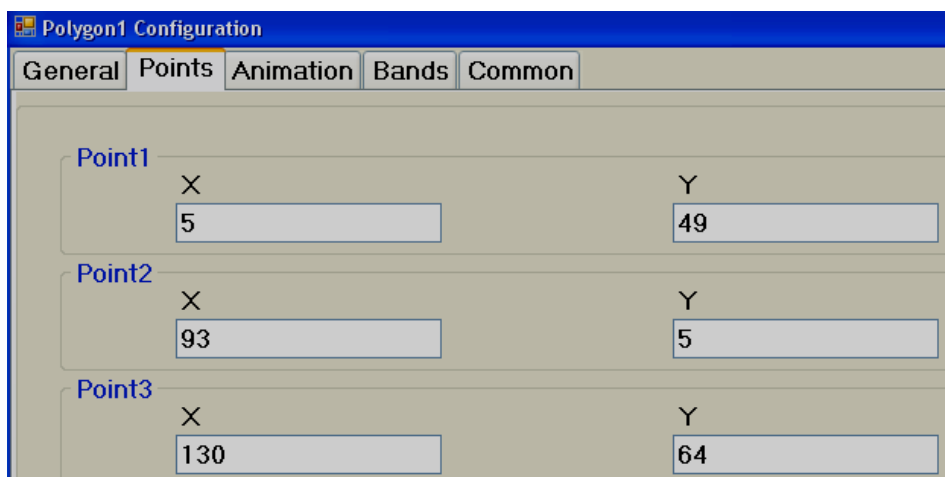 Polygon1 Configuration
General Points Animation Bands Common
Point1
X Y
5 49
Point2
X Y
93 5
Point3
X Y
130 64